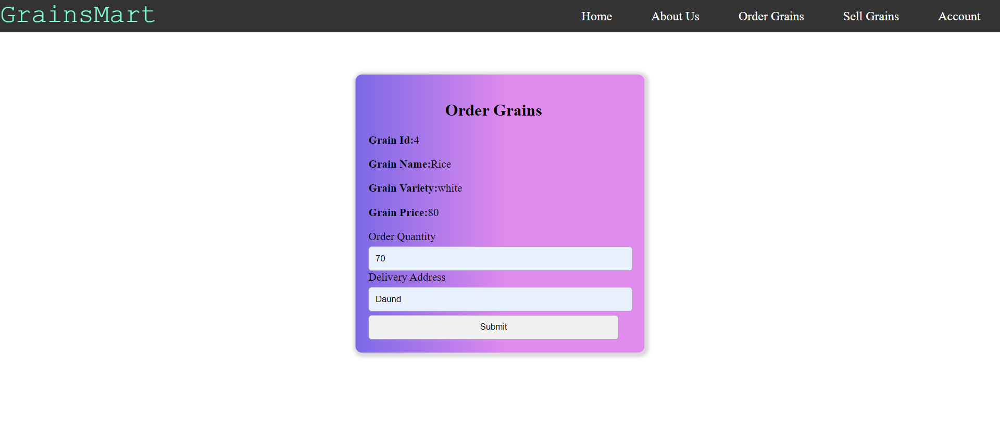 GrainsMart
Home About Us Order Grains Sell Grains Account
Order Grains
Grain Id:4
Grain Name:Rice
Grain Variety:white
Grain Price:80
Order Quantity
70
Delivery Address
Daund
Submit